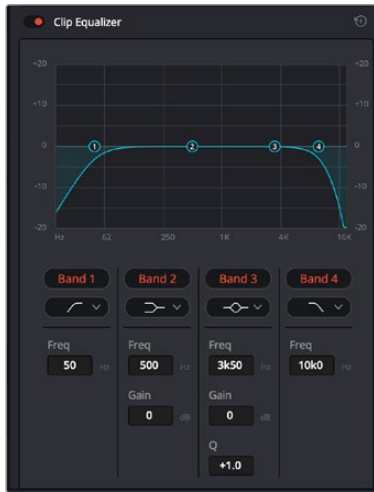 Clip Equalizer
+20 +20
+10 +10
0 0
-10 -10
-20 -20
1 2 3 4
Hz 62 250 1K 4K 16K
Band 1 Band 2 Band 3 Band 4
Freq Freq Freq Freq
50 Hz 500 Hz 3k50 Hz 10k0 Hz
Gain Gain
0 dB 0 dB
Q
+1.0